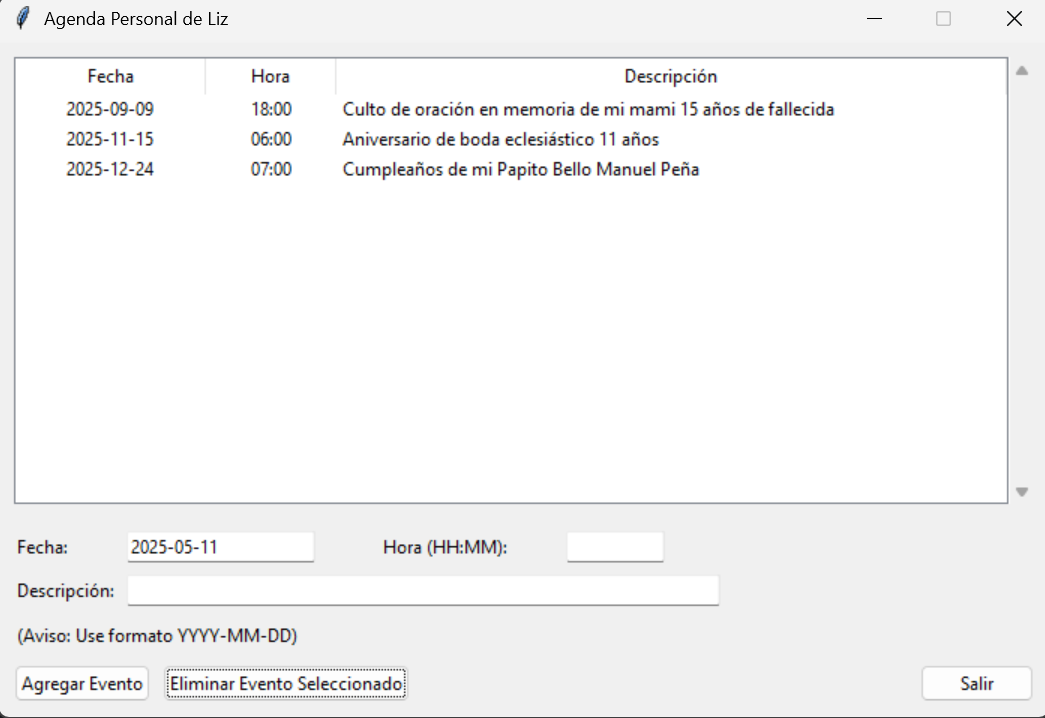 Agenda Personal de Liz
Fecha Hora Descripción
2025-09-09 18:00 Culto de oración en memoria de mi mami 15 años de fallecida
2025-11-15 06:00 Aniversario de boda eclesiástico 11 años
2025-12-24 07:00 Cumpleaños de mi Papito Bello Manuel Peña
Fecha: 2025-05-11 Hora (HH:MM):
Descripción:
(Aviso: Use formato YYYY-MM-DD)
Agregar Evento Eliminar Evento Seleccionado Salir